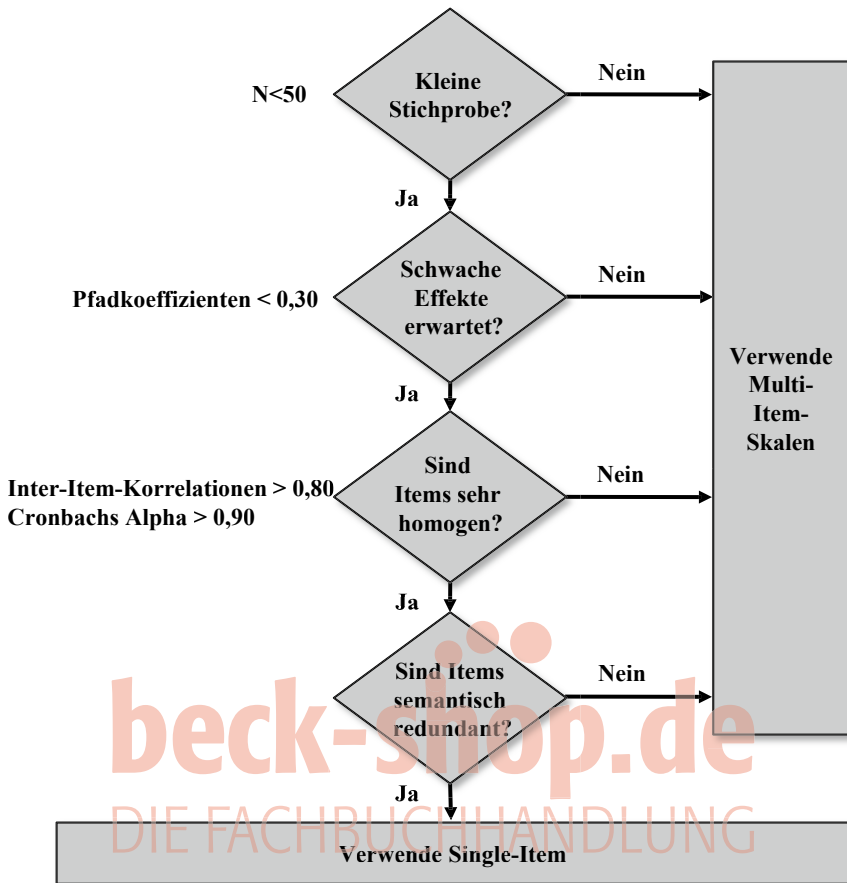 Kleine
Stichprobe?
N<50
Nein
Ja
Schwache
Effekte
erwartet?
Pfadkoeffizienten < 0,30
Nein
Ja
Sind
Items sehr
homogen?
Inter-Item-Korrelationen > 0,80
Cronbachs Alpha > 0,90
Nein
Ja
Sind Items
semantisch
redundant?
Nein
Ja
Verwende
Multi-
Item-
Skalen
Verwende Single-Item
beck-shop.de
DIE FACHBUCHHANDLUNG